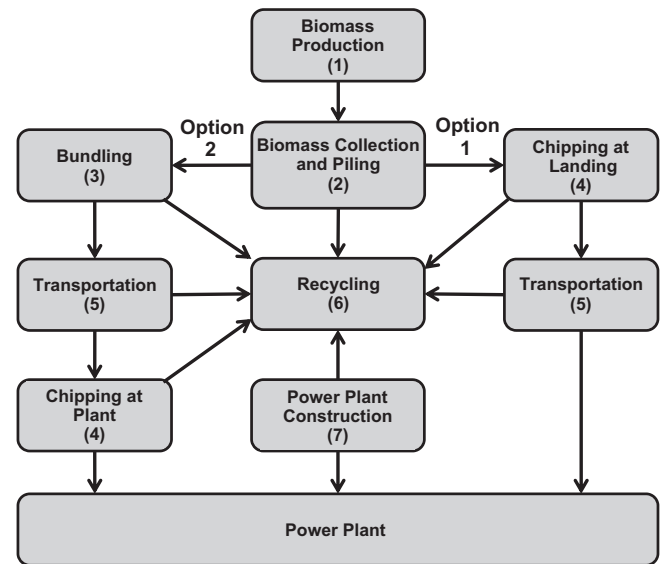 Biomass
Production
(1)
Option
2
Option
1
Bundling
(3)
Biomass Collection
and Piling
(2)
Chipping at
Landing
(4)
Transportation
(5)
Recycling
(6)
Transportation
(5)
Chipping at
Plant
(4)
Power Plant
Construction
(7)
Power Plant